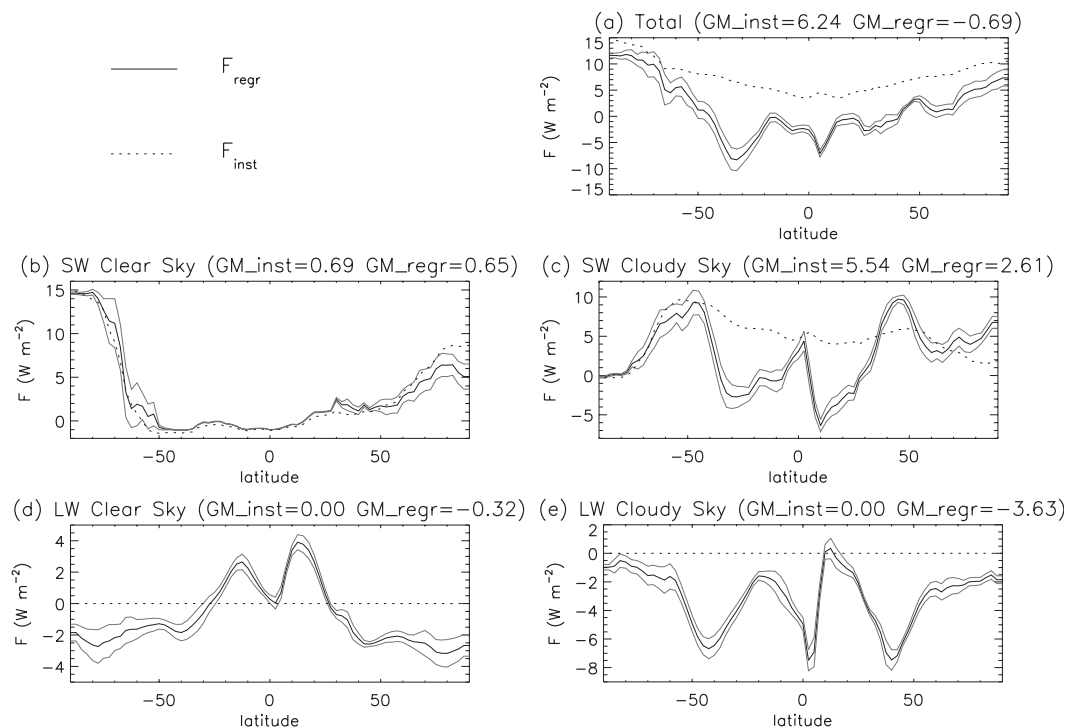 (a) Total (GM_inst=6.24 GM_regr=−0.69)
F regr
F inst
15
10
5
0
−5
−10
−15
F (W m−2)
−50 0 50
latitude
(b) SW Clear Sky (GM_inst=0.69 GM_regr=0.65)
15
10
5
0
F (W m−2)
−50 0 50
latitude
(c) SW Cloudy Sky (GM_inst=5.54 GM_regr=2.61)
10
5
0
−5
F (W m−2)
−50 0 50
latitude
(d) LW Clear Sky (GM_inst=0.00 GM_regr=−0.32)
4
2
0
−2
−4
F (W m−2)
−50 0 50
latitude
(e) LW Cloudy Sky (GM_inst=0.00 GM_regr=−3.63)
2
0
−2
−4
−6
−8
F (W m−2)
−50 0 50
latitude